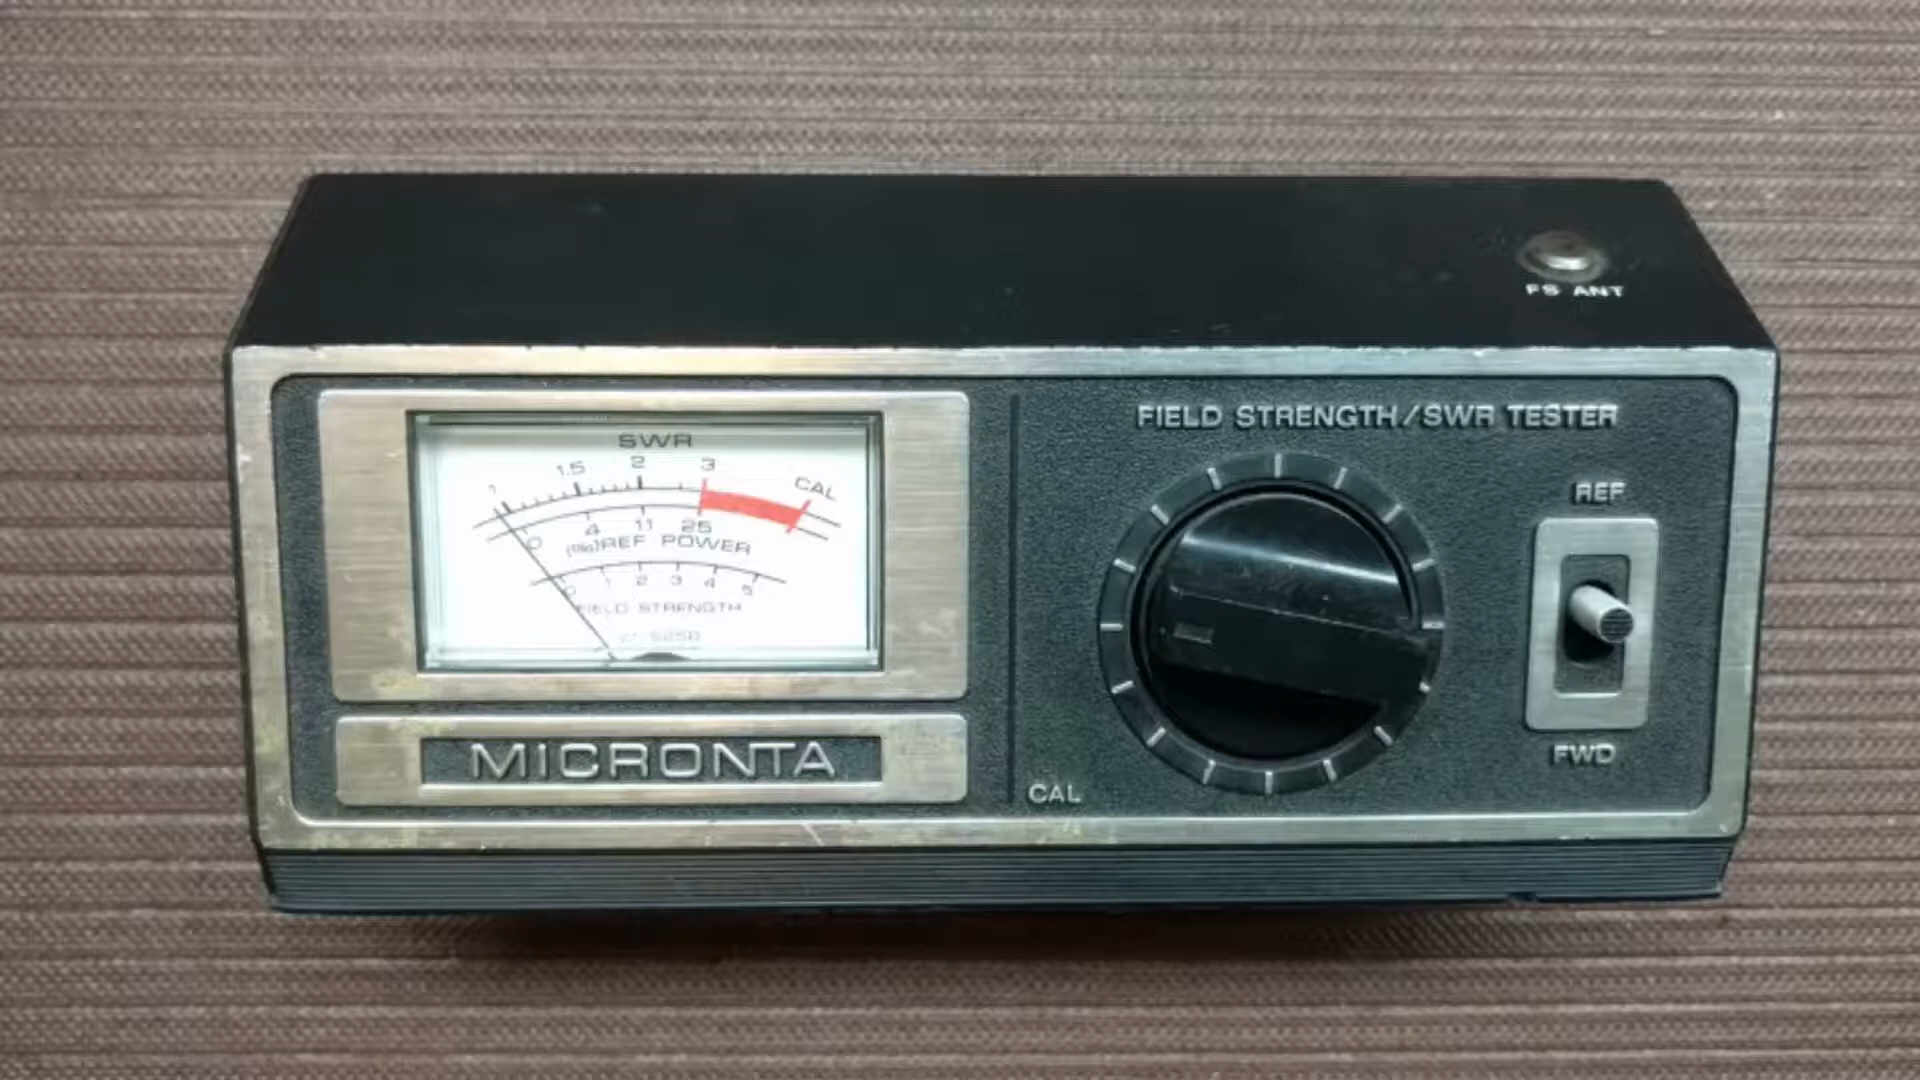 FS ANT
FIELD STRENGTH/SWR TESTER
SWR
1 1.5 2 3 CAL
0 4 11 25
(%)REF POWER
0 1 2 3 4 5
FIELD STRENGTH
REF
FWD
MICRONTA
CAL